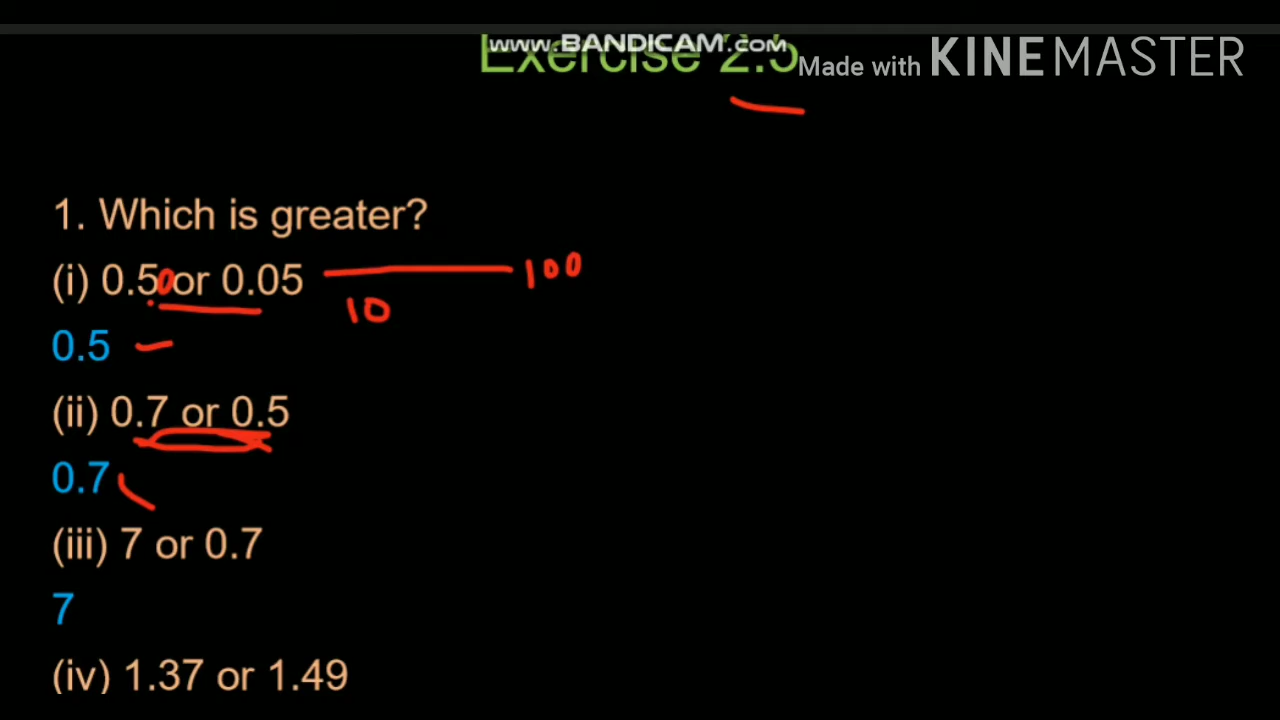 www.BANDICAM.com
Exercise 2.5
Made with KINEMASTER
1. Which is greater?
(i) 0.50 or 0.05 100
10
0.5
(ii) 0.7 or 0.5
0.7
(iii) 7 or 0.7
7
(iv) 1.37 or 1.49